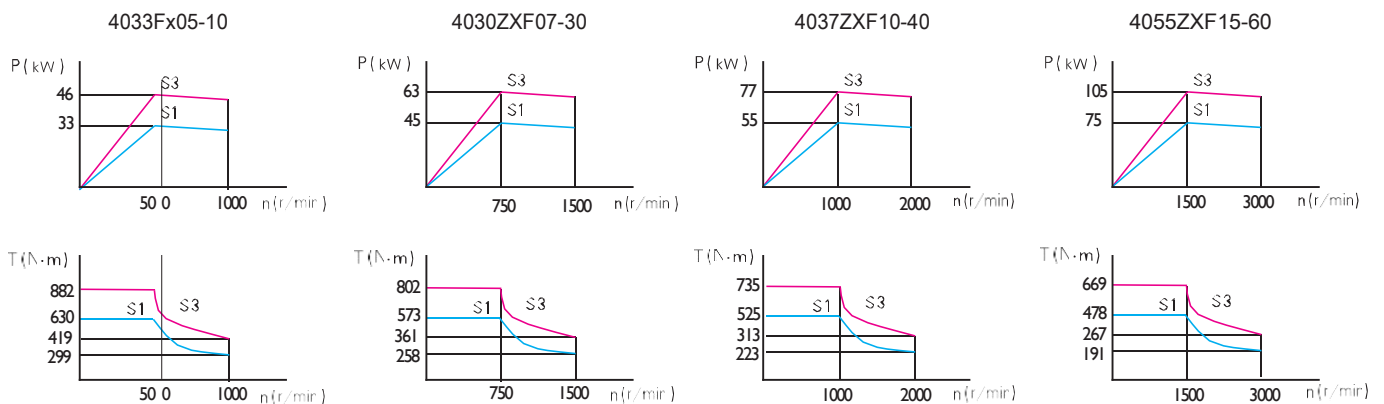 4033Fx05-10
P(kW)
46
33
S3
S1
50 0 1000 n(r/min)
T(N·m)
882
630
419
299
S1 S3
50 0 1000 n(r/min)
4030ZXF07-30
P(kW)
63
45
S3
S1
750 1500 n(r/min)
T(N·m)
802
573
361
258
S1 S3
750 1500 n(r/min)
4037ZXF10-40
P(kW)
77
55
S3
S1
1000 2000 n(r/min)
T(N·m)
735
525
313
223
S1 S3
1000 2000 n(r/min)
4055ZXF15-60
P(kW)
105
75
S3
S1
1500 3000 n(r/min)
T(N·m)
669
478
267
191
S1 S3
1500 3000 n(r/min)